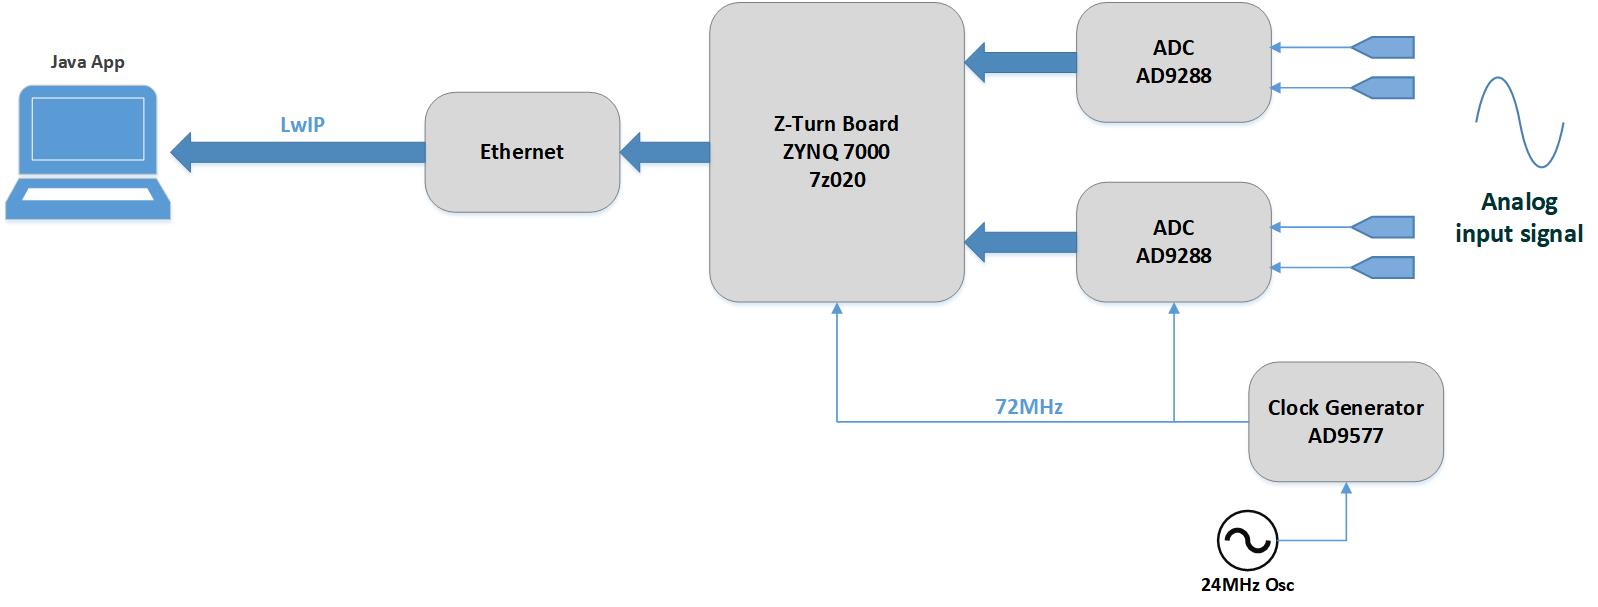 Java App
LwIP
Ethernet
Z-Turn Board
ZYNQ 7000
7z020
ADC
AD9288
ADC
AD9288
Analog
input signal
72MHz
Clock Generator
AD9577
24MHz Osc